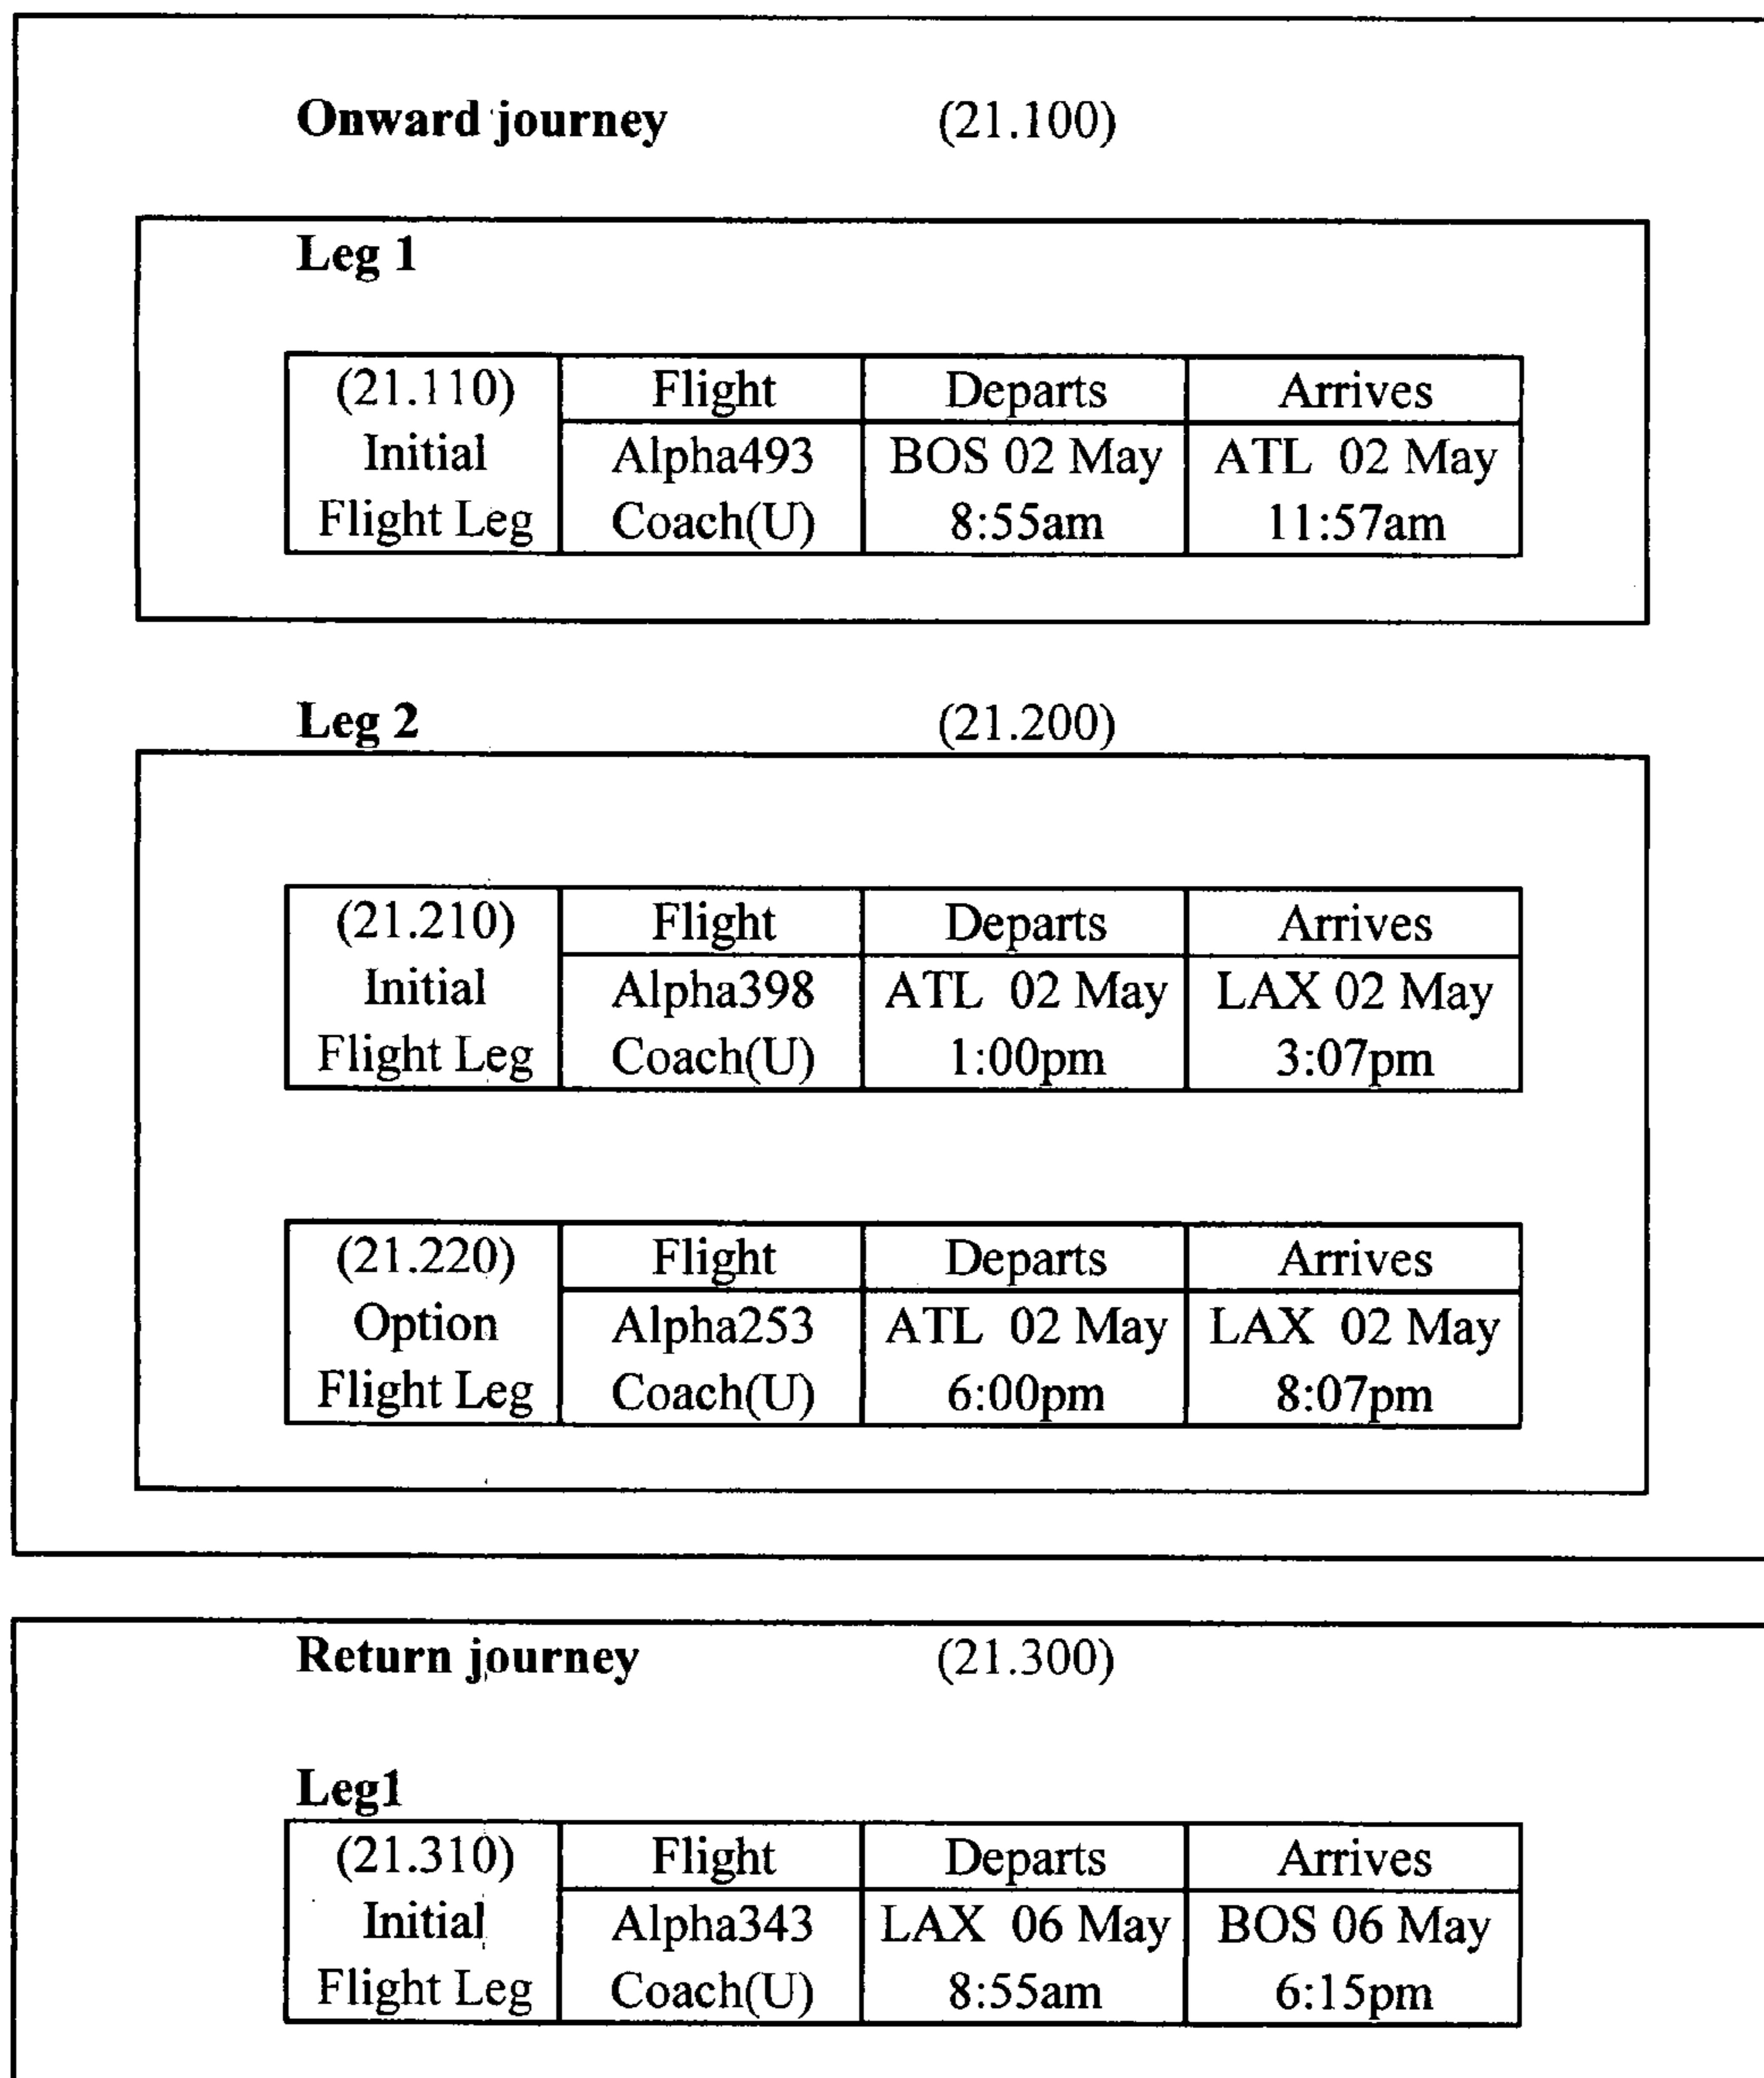 Onward journey (21.100)
Leg 1
(21.110) Flight Departs Arrives
Initial Alpha493 BOS 02 May ATL 02 May
Flight Leg Coach(U) 8:55am 11:57am
Leg 2 (21.200)
(21.210) Flight Departs Arrives
Initial Alpha398 ATL 02 May LAX 02 May
Flight Leg Coach(U) 1:00pm 3:07pm
(21.220) Flight Departs Arrives
Option Alpha253 ATL 02 May LAX 02 May
Flight Leg Coach(U) 6:00pm 8:07pm
Return journey (21.300)
Leg1
(21.310) Flight Departs Arrives
Initial Alpha343 LAX 06 May BOS 06 May
Flight Leg Coach(U) 8:55am 6:15pm